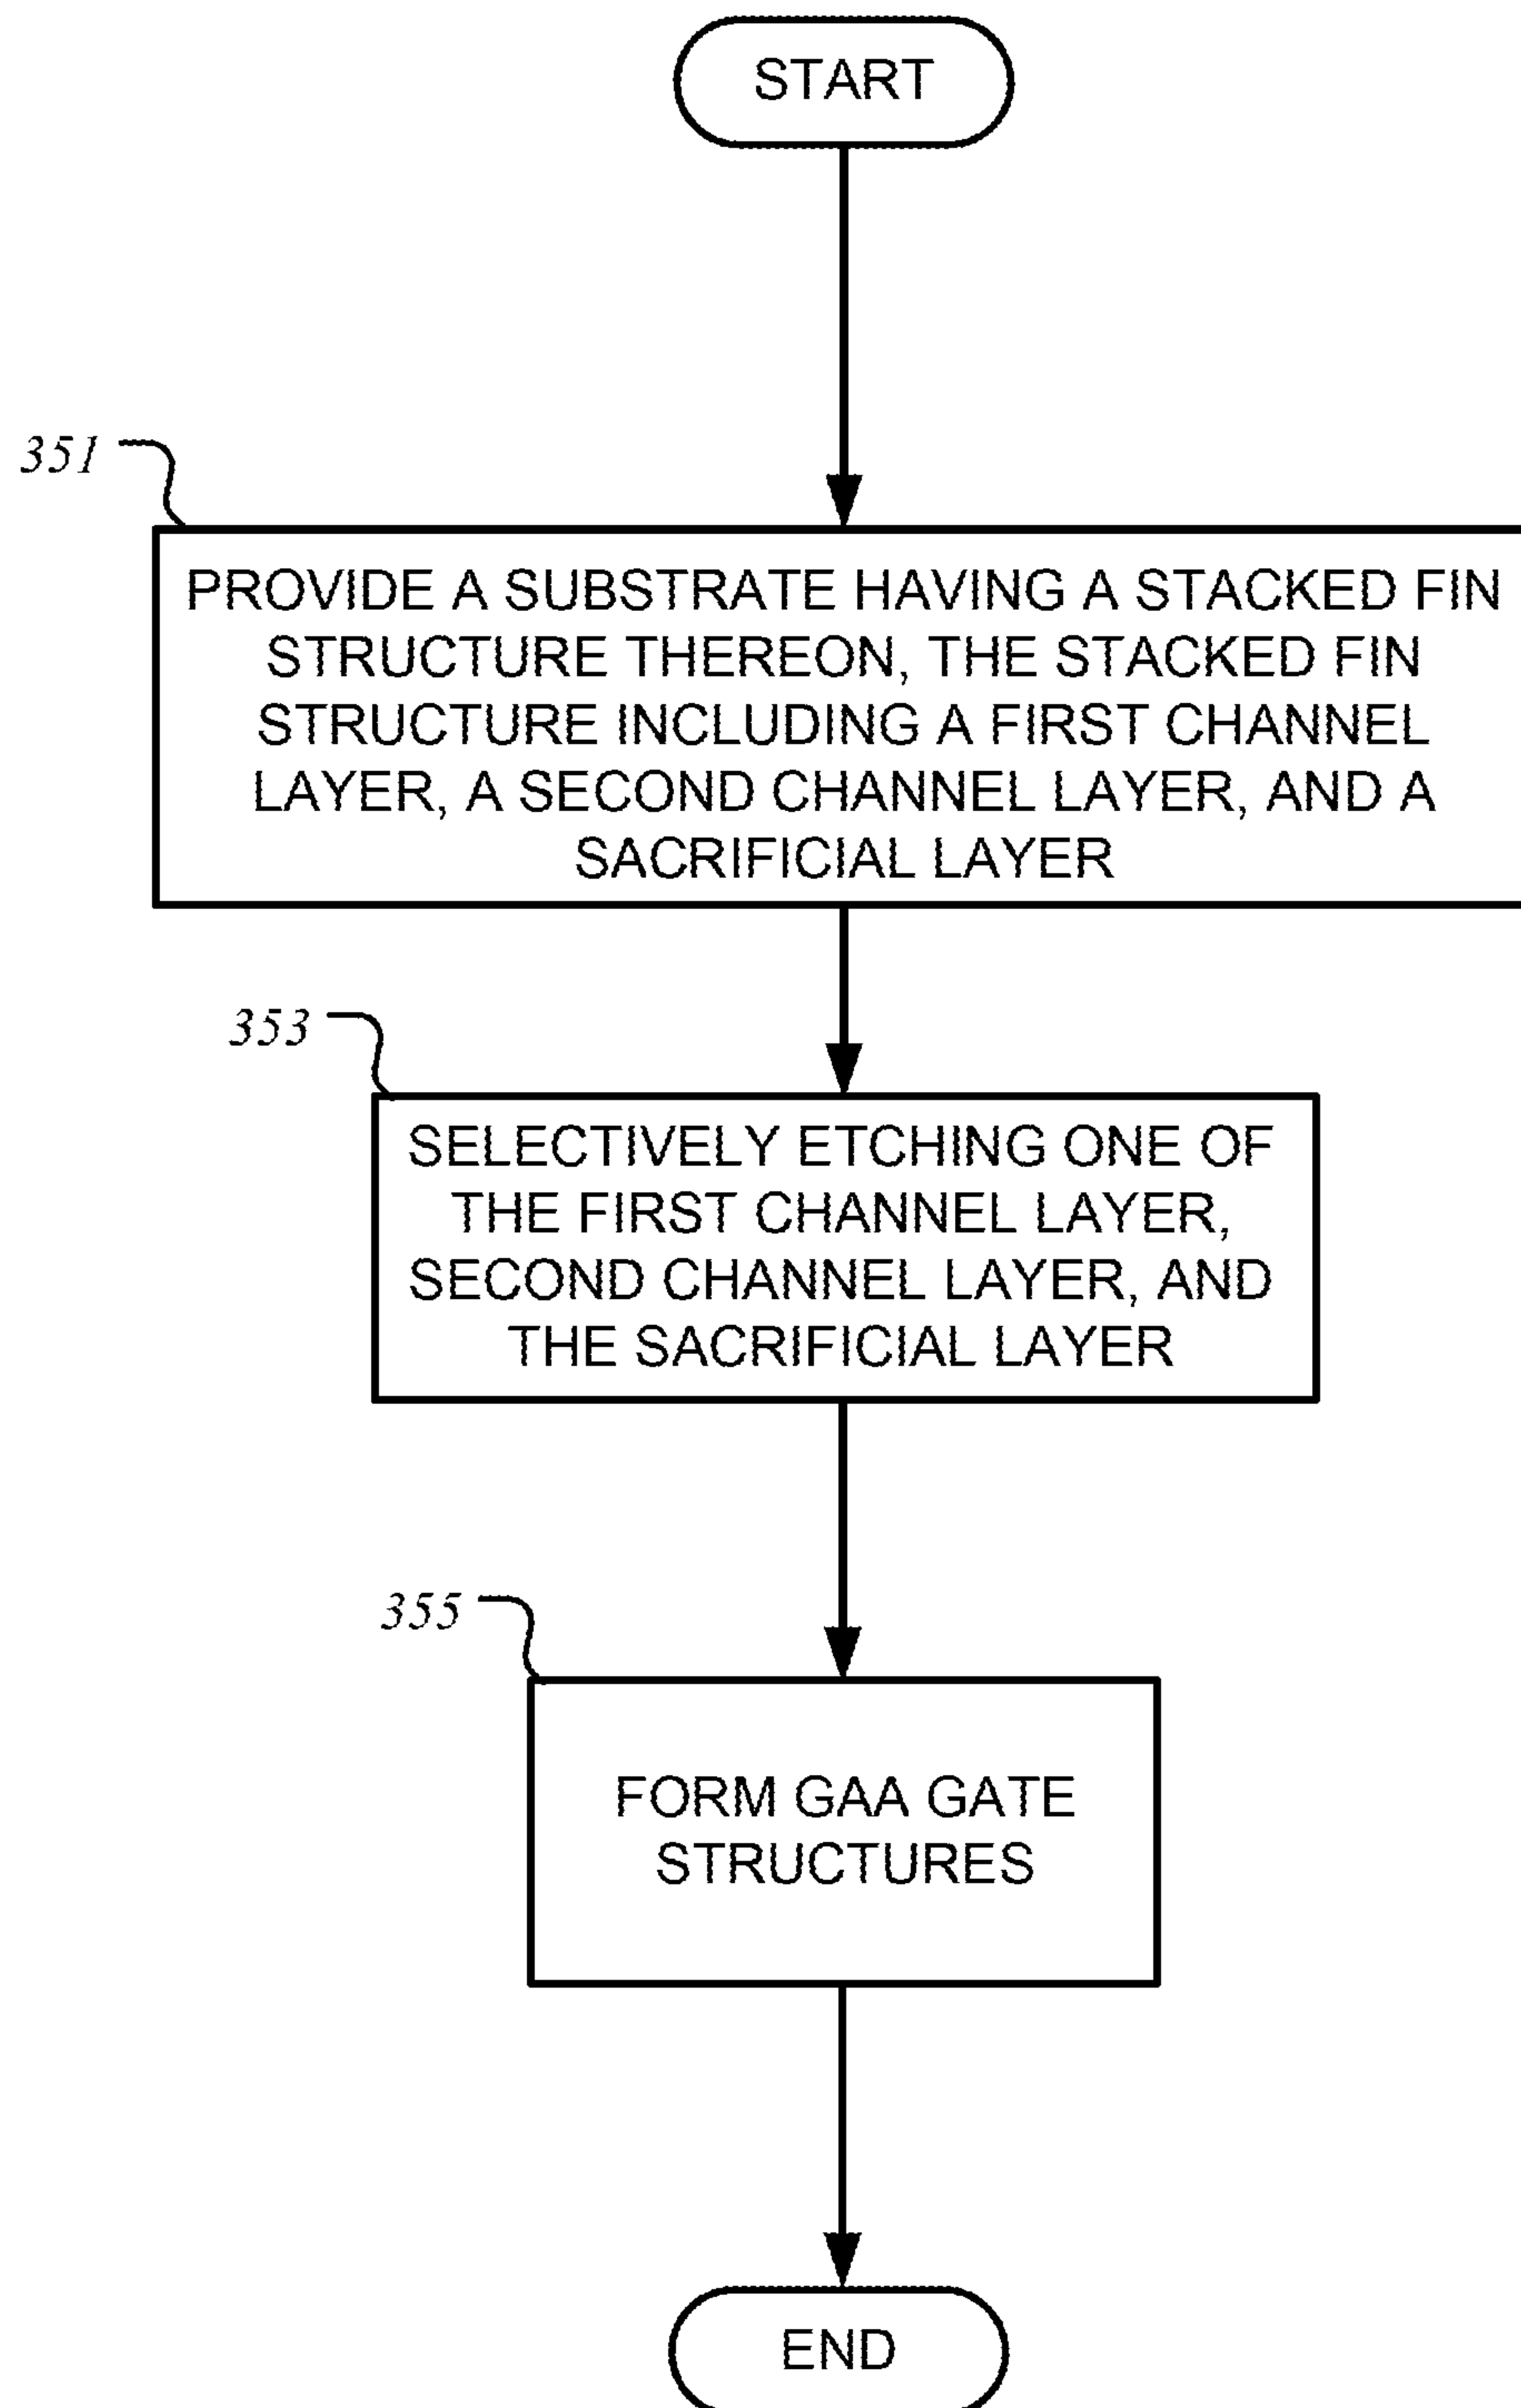 START
351
PROVIDE A SUBSTRATE HAVING A STACKED FIN
STRUCTURE THEREON, THE STACKED FIN
STRUCTURE INCLUDING A FIRST CHANNEL
LAYER, A SECOND CHANNEL LAYER, AND A
SACRIFICIAL LAYER
353
SELECTIVELY ETCHING ONE OF
THE FIRST CHANNEL LAYER,
SECOND CHANNEL LAYER, AND
THE SACRIFICIAL LAYER
355
FORM GAA GATE
STRUCTURES
END